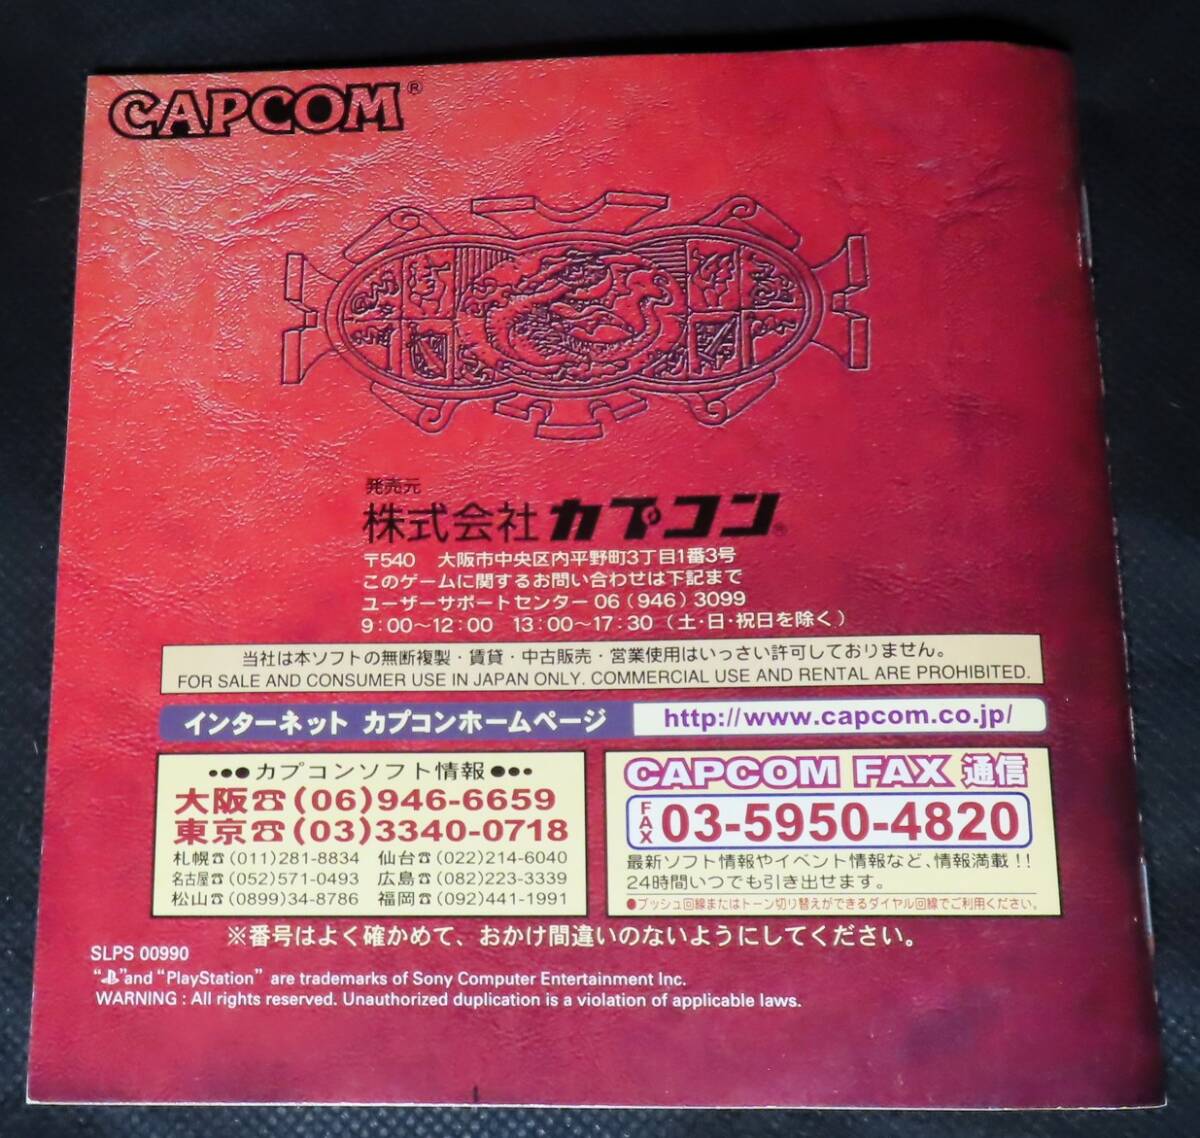 CAPCOM®
発売元
株式会社 カプコン®
〒540 大阪市中央区内平野町3丁目1番3号
このゲームに関するお問い合わせは下記まで
ユーザーサポートセンター 06(946)3099
9:00～12:00 13:00～17:30（土・日・祝日を除く）
当社は本ソフトの無断複製・賃貸・中古販売・営業使用はいっさい許可しておりません。
FOR SALE AND CONSUMER USE IN JAPAN ONLY. COMMERCIAL USE AND RENTAL ARE PROHIBITED.
インターネット カプコンホームページ http://www.capcom.co.jp/
●●●カプコンソフト情報●●●
大阪☎(06)946-6659
東京☎(03)3340-0718
札幌☎(011)281-8834 仙台☎(022)214-6040
名古屋☎(052)571-0493 広島☎(082)223-3339
松山☎(0899)34-8786 福岡☎(092)441-1991
CAPCOM FAX 通信
FAX 03-5950-4820
最新ソフト情報やイベント情報など、情報満載!!
24時間いつでも引き出せます。
●プッシュ回線またはトーン切り替えができるダイヤル回線でご利用ください。
※番号はよく確かめて、おかけ間違いのないようにしてください。
SLPS 00990
“ ”and “PlayStation” are trademarks of Sony Computer Entertainment Inc.
WARNING : All rights reserved. Unauthorized duplication is a violation of applicable laws.